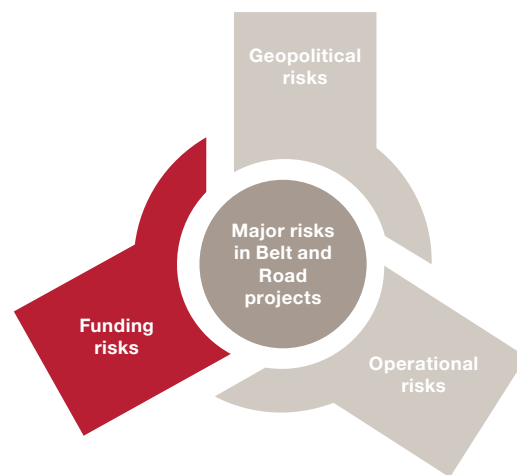 Geopolitical
risks
Major risks
in Belt and
Road
projects
Funding
risks
Operational
risks